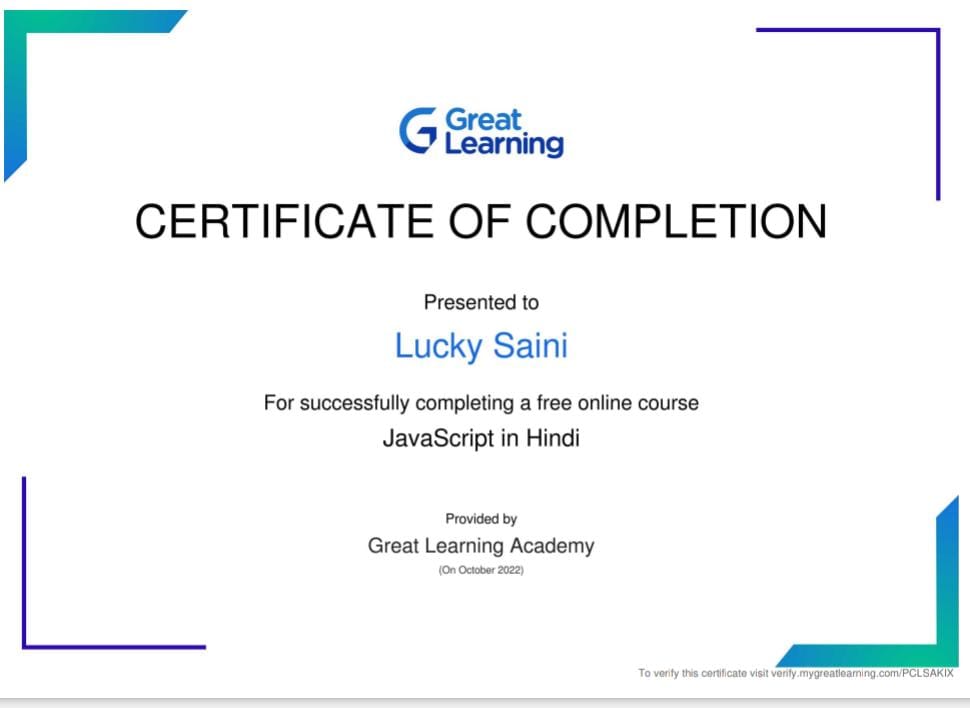 Great
Learning
CERTIFICATE OF COMPLETION
Presented to
Lucky Saini
For successfully completing a free online course
JavaScript in Hindi
Provided by
Great Learning Academy
(On October 2022)
To verify this certificate visit verify.mygreatlearning.com/PCLSAKIX